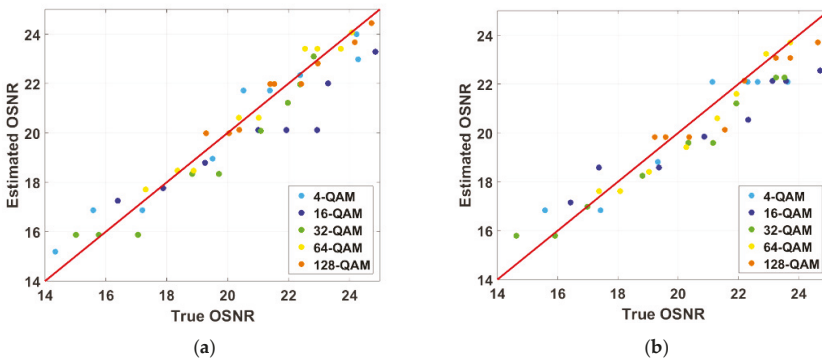 24
22
20
18
16
14
Estimated OSNR
4-QAM
16-QAM
32-QAM
64-QAM
128-QAM
14 16 18 20 22 24
True OSNR
(a)
24
22
20
18
16
14
Estimated OSNR
4-QAM
16-QAM
32-QAM
64-QAM
128-QAM
14 16 18 20 22 24
True OSNR
(b)